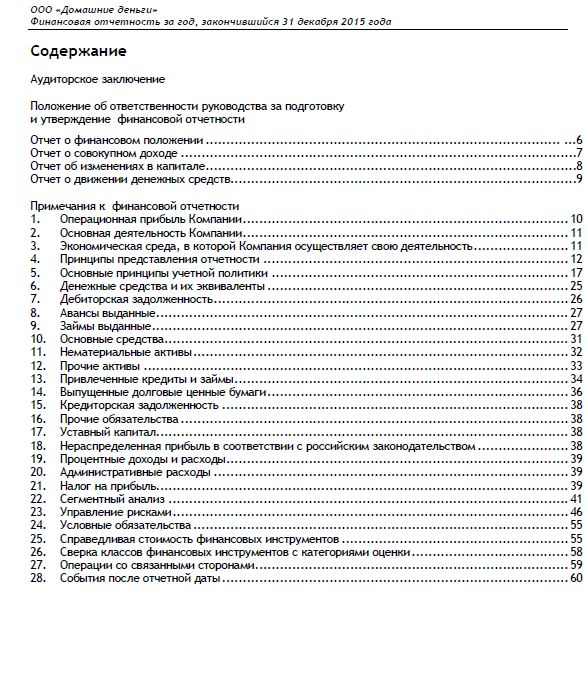 ООО «Домашние деньги»
Финансовая отчетность за год, закончившийся 31 декабря 2015 года
Содержание
Аудиторское заключение
Положение об ответственности руководства за подготовку
и утверждение финансовой отчетности
Отчет о финансовом положении ........................................................................ ...6
Отчет о совокупном доходе ................................................................................7
Отчет об изменениях в капитале.........................................................................8
Отчет о движении денежных средств...................................................................9
Примечания к финансовой отчетности
1. Операционная прибыль Компании................................................................10
2. Основная деятельность Компании................................................................11
3. Экономическая среда, в которой Компания осуществляет свою деятельность....................11
4. Принципы представления отчетности ............................................................12
5. Основные принципы учетной политики ..........................................................17
6. Денежные средства и их эквиваленты ...........................................................25
7. Дебиторская задолженность.......................................................................26
8. Авансы выданные....................................................................................27
9. Займы выданные.....................................................................................27
10. Основные средства..................................................................................31
11. Нематериальные активы............................................................................32
12. Прочие активы .......................................................................................33
13. Привлеченные кредиты и займы...................................................................34
14. Выпущенные долговые ценные бумаги............................................................36
15. Кредиторская задолженность ......................................................................38
16. Прочие обязательства ..............................................................................38
17. Уставный капитал....................................................................................38
18. Нераспределенная прибыль в соответствии с российским законодательством ...................38
19. Процентные доходы и расходы.....................................................................39
20. Административные расходы ........................................................................39
21. Налог на прибыль....................................................................................39
22. Сегментный анализ ..................................................................................41
23. Управление рисками.................................................................................46
24. Условные обязательства ............................................................................55
25. Справедливая стоимость финансовых инструментов .............................................55
26. Сверка классов финансовых инструментов с категориями оценки................................58
27. Операции со связанными сторонами...............................................................59
28. События после отчетной даты ......................................................................60